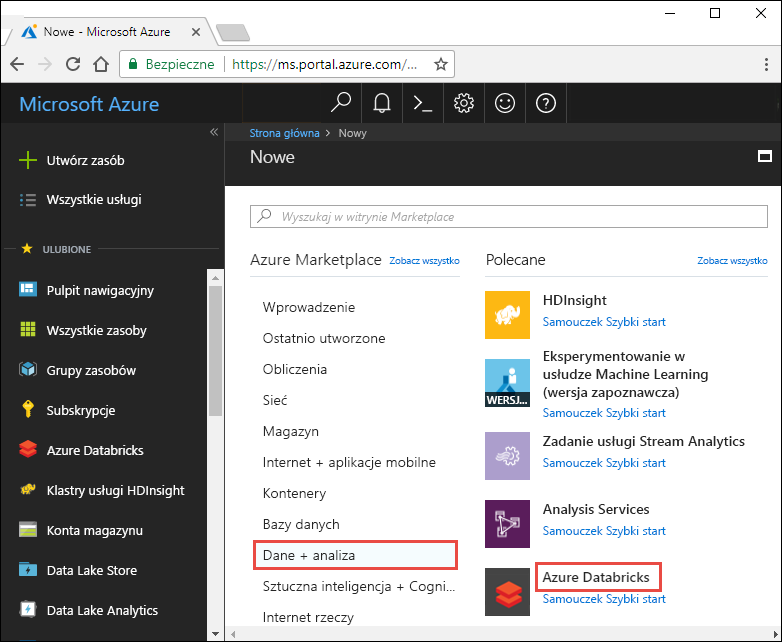 Nowe - Microsoft Azure
Bezpieczne
https://ms.portal.azure.com/...
Microsoft Azure
Strona główna > Nowy
Nowe
Utwórz zasób
Wszystkie usługi
ULUBIONE
Pulpit nawigacyjny
Wszystkie zasoby
Grupy zasobów
Subskrypcje
Azure Databricks
Klastry usługi HDInsight
Konta magazynu
Data Lake Store
Data Lake Analytics
Wyszukaj w witrynie Marketplace
Azure Marketplace
Zobacz wszystko
Wprowadzenie
Ostatnio utworzone
Obliczenia
Sieć
Magazyn
Internet + aplikacje mobilne
Kontenery
Bazy danych
Dane + analiza
Sztuczna inteligencja + Cogni...
Internet rzeczy
Polecane
Zobacz wszystko
HDInsight
Samouczek Szybki start
WERSJ...
Eksperymentowanie w
usłudze Machine Learning
(wersja zapoznawcza)
Samouczek Szybki start
Zadanie usługi Stream Analytics
Samouczek Szybki start
Analysis Services
Samouczek Szybki start
Azure Databricks
Samouczek Szybki start